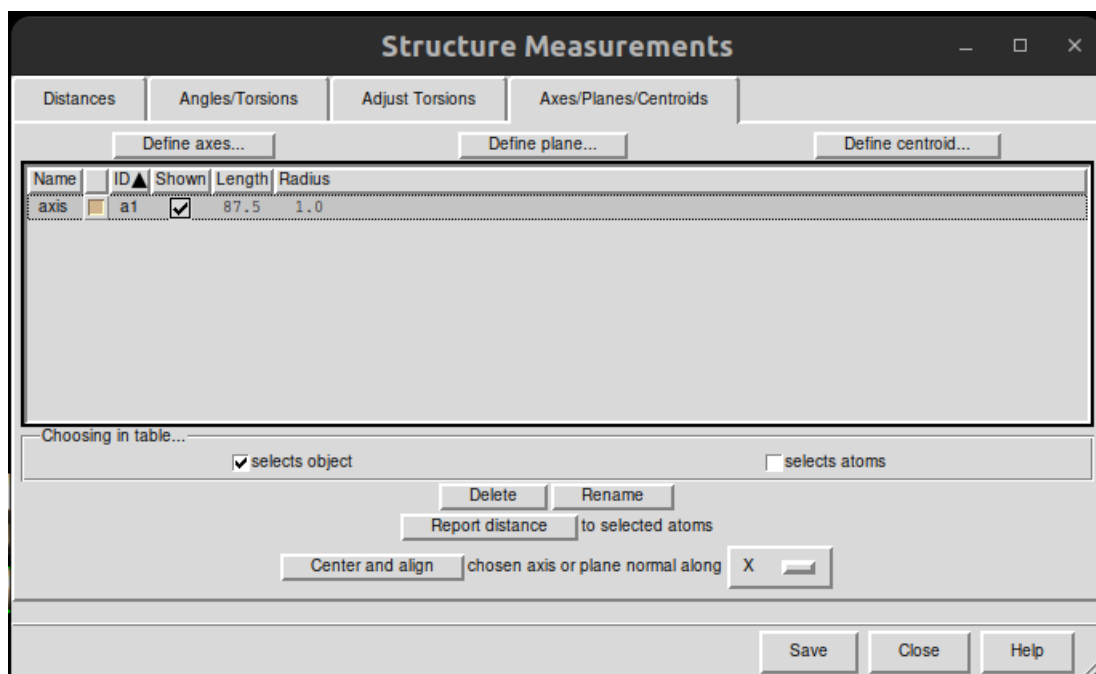 Structure Measurements
Distances Angles/Torsions Adjust Torsions Axes/Planes/Centroids
Define axes... Define plane... Define centroid...
Name ID▲ Shown Length Radius
axis a1 87.5 1.0
Choosing in table...
selects object selects atoms
Delete Rename
Report distance to selected atoms
Center and align chosen axis or plane normal along X
Save Close Help